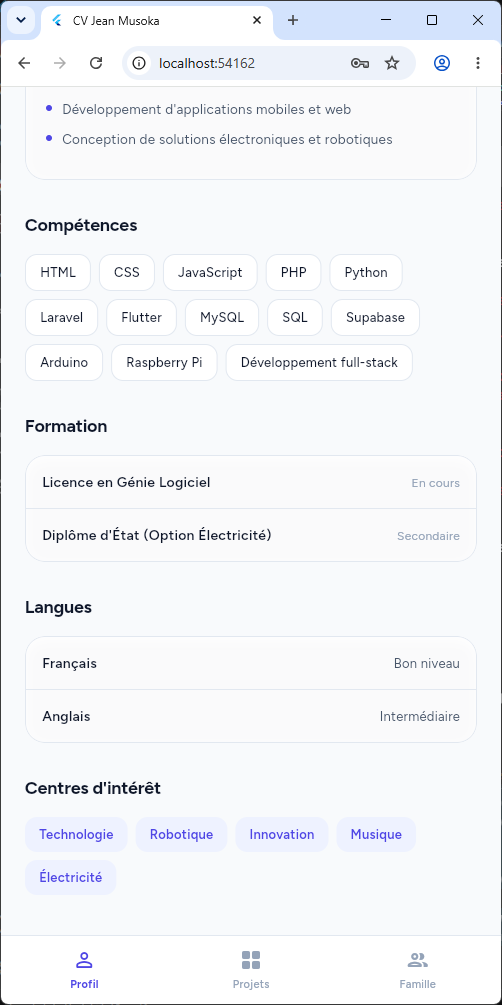 CV Jean Musoka
localhost:54162
Développement d'applications mobiles et web
Conception de solutions électroniques et robotiques
Compétences
HTML CSS JavaScript PHP Python
Laravel Flutter MySQL SQL Supabase
Arduino Raspberry Pi Développement full-stack
Formation
Licence en Génie Logiciel En cours
Diplôme d'État (Option Électricité) Secondaire
Langues
Français Bon niveau
Anglais Intermédiaire
Centres d'intérêt
Technologie Robotique Innovation Musique
Électricité
Profil Projets Famille